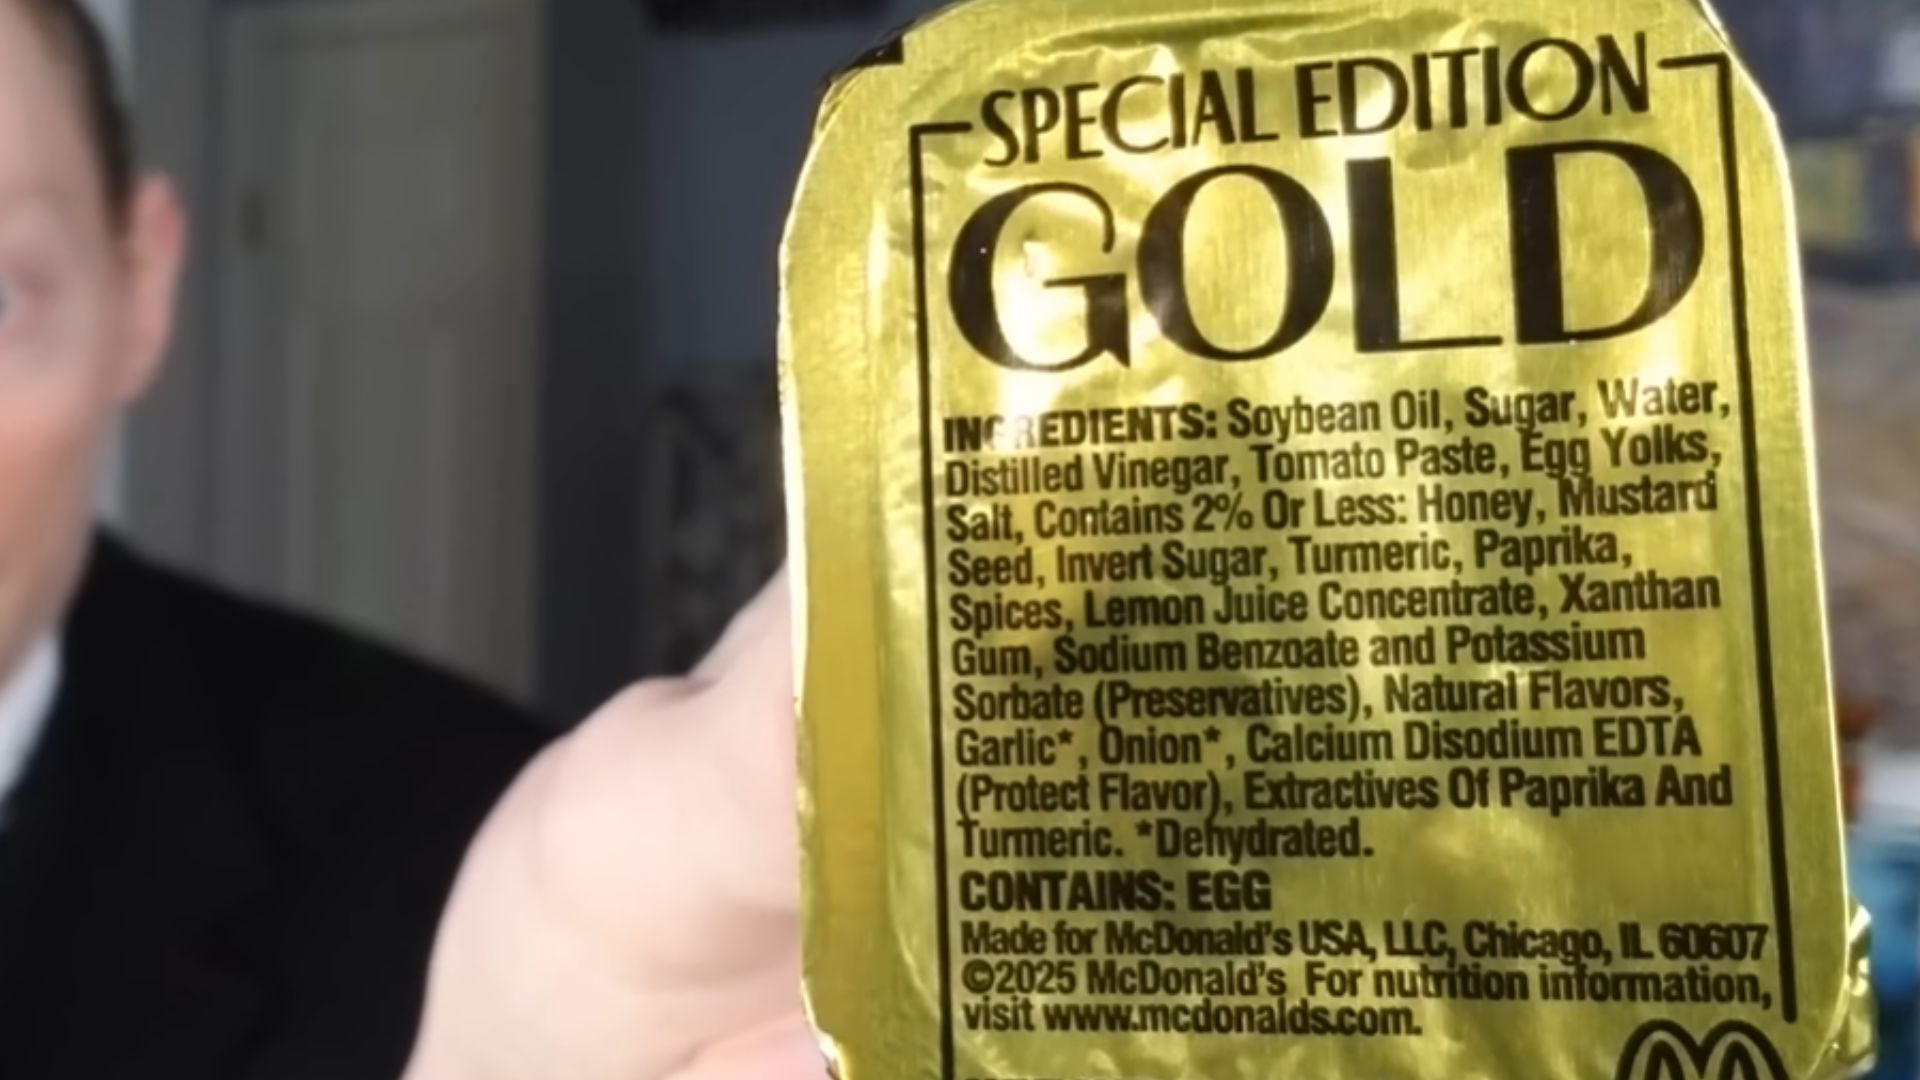 SPECIAL EDITION
GOLD
INGREDIENTS: Soybean Oil, Sugar, Water,
Distilled Vinegar, Tomato Paste, Egg Yolks,
Salt, Contains 2% Or Less: Honey, Mustard
Seed, Invert Sugar, Turmeric, Paprika,
Spices, Lemon Juice Concentrate, Xanthan
Gum, Sodium Benzoate and Potassium
Sorbate (Preservatives), Natural Flavors,
Garlic*, Onion*, Calcium Disodium EDTA
(Protect Flavor), Extractives Of Paprika And
Turmeric. *Dehydrated.
CONTAINS: EGG
Made for McDonald's USA, LLC, Chicago, IL 60607
©2025 McDonald's For nutrition information,
visit www.mcdonalds.com.